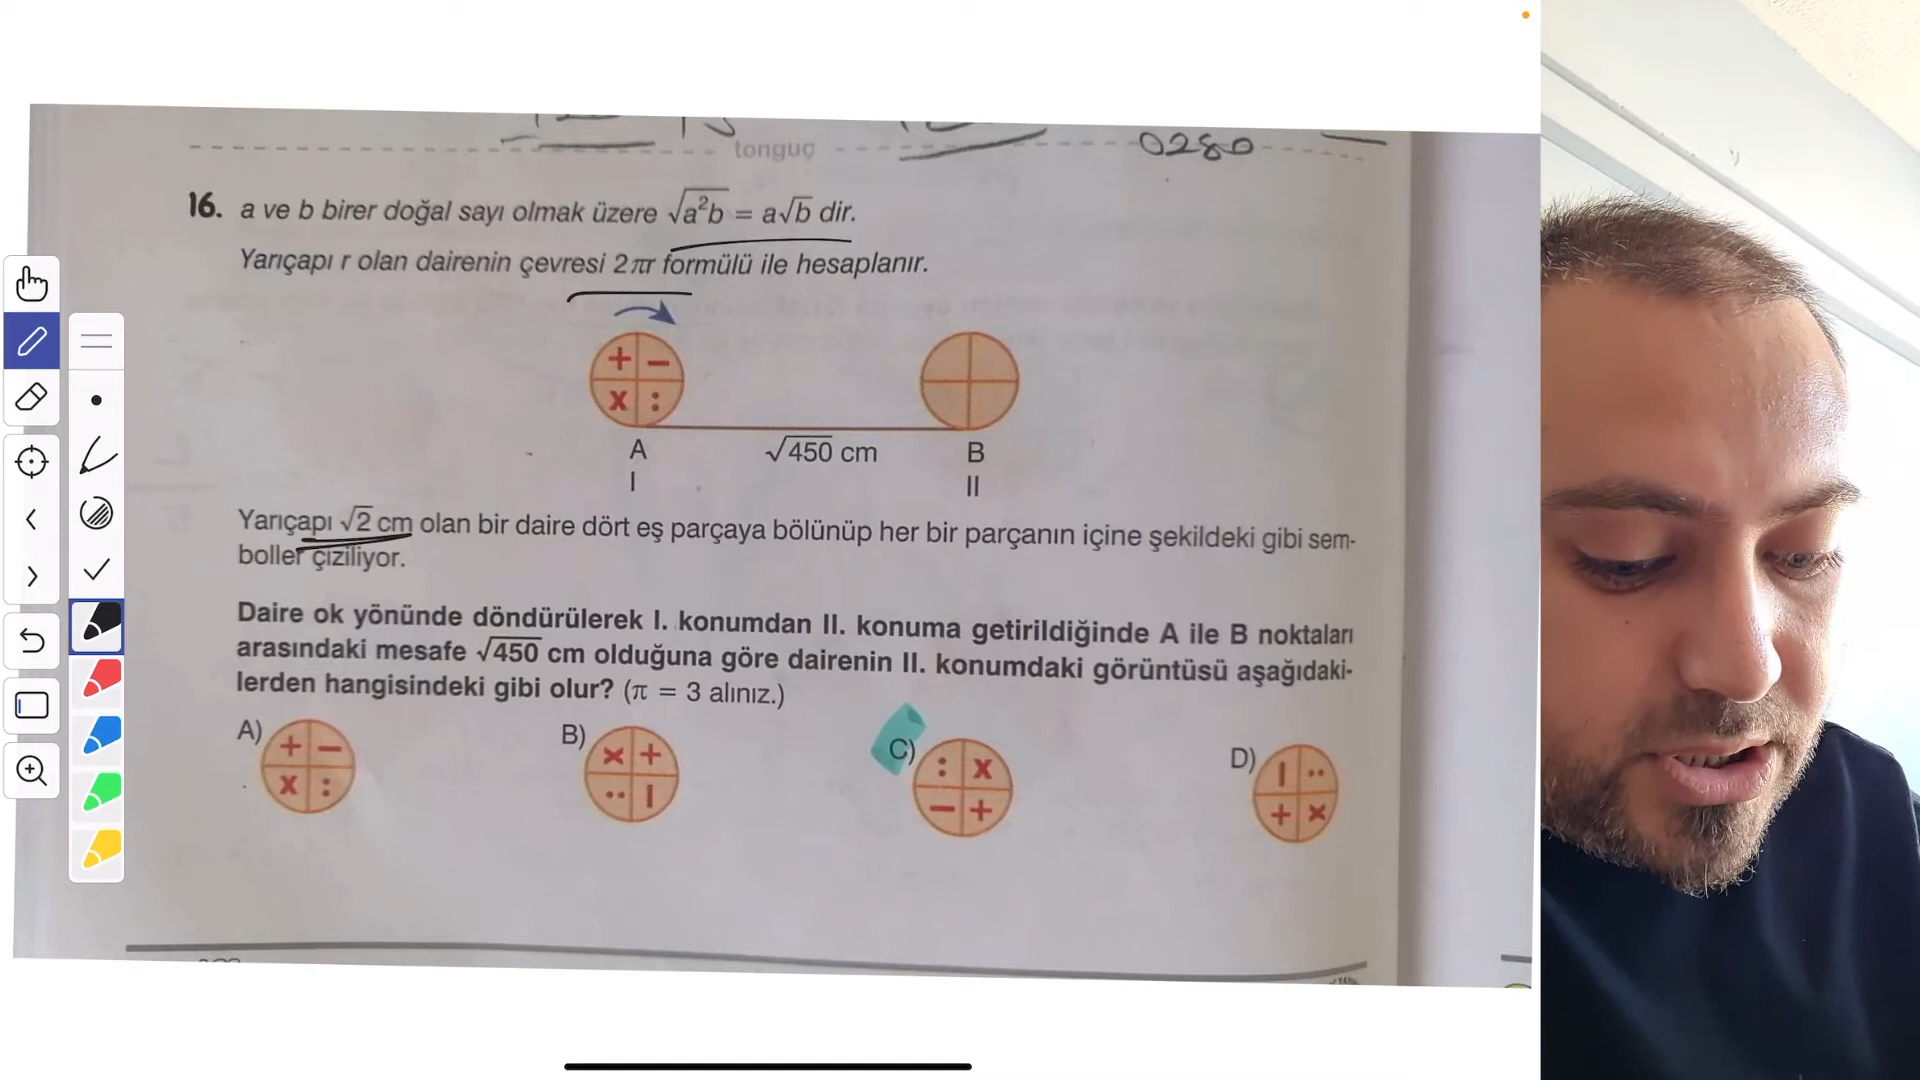 tonguç
0280
16. a ve b birer doğal sayı olmak üzere √a²b = a√b dir.
Yarıçapı r olan dairenin çevresi 2πr formülü ile hesaplanır.
+ −
x :
√450 cm
A B
I II
Yarıçapı √2 cm olan bir daire dört eş parçaya bölünüp her bir parçanın içine şekildeki gibi sem-
boller çiziliyor.
Daire ok yönünde döndürülerek I. konumdan II. konuma getirildiğinde A ile B noktaları
arasındaki mesafe √450 cm olduğuna göre dairenin II. konumdaki görüntüsü aşağıdaki-
lerden hangisindeki gibi olur? (π = 3 alınız.)
A) + − x :
B) x + ·· |
C) : x − +
D) | ·· + x